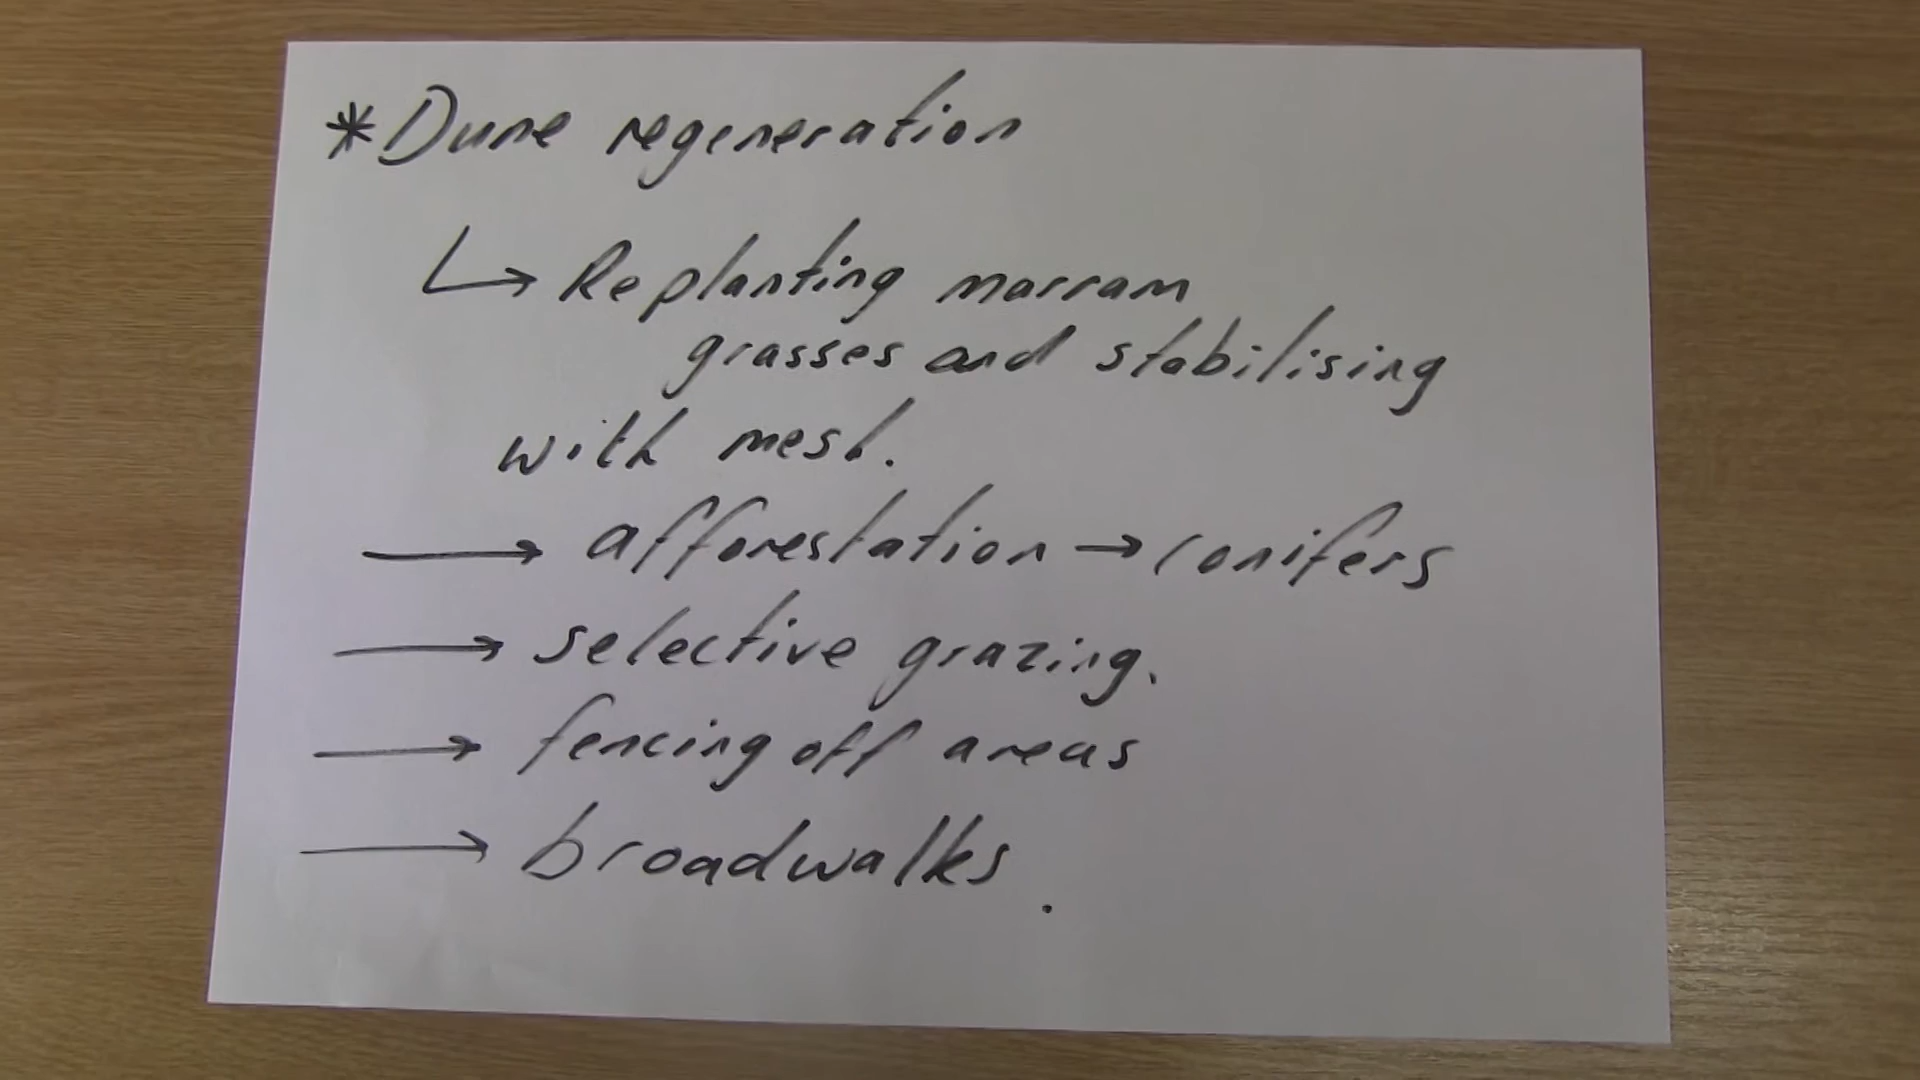 *Dune regeneration
↳ Replanting marram
grasses and stabilising
with mesh.
→ afforestation → conifers
→ selective grazing.
→ fencing off areas
→ broadwalks.